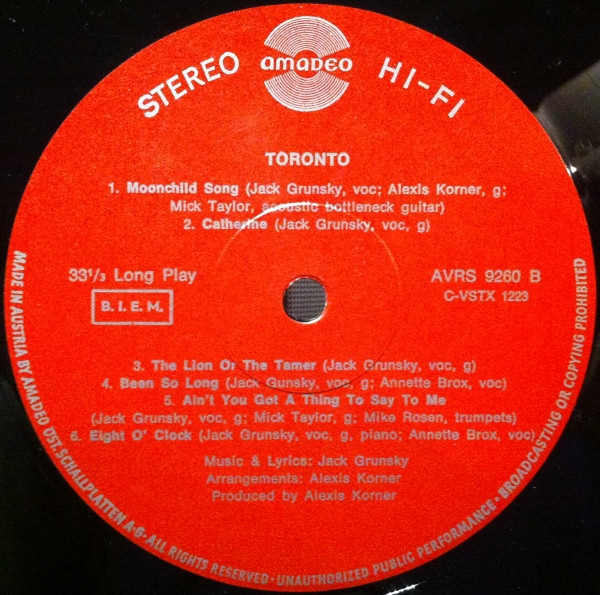 STEREO amadeo HI-FI
TORONTO
1. Moonchild Song (Jack Grunsky, voc; Alexis Korner, g;
Mick Taylor, acoustic bottleneck guitar)
2. Catherine (Jack Grunsky, voc, g)
33 1/3 Long Play
AVRS 9260 B
B. I. E. M.
C-VSTX 1223
3. The Lion Or The Tamer (Jack Grunsky, voc, g)
4. Been So Long (Jack Gunsky, voc, g; Annette Brox, voc)
5. Ain't You Got A Thing To Say To Me
(Jack Grunsky, voc, g; Mick Taylor, g; Mike Rosen, trumpets)
6. Eight O' Clock (Jack Grunsky, voc, g, piano; Annette Brox, voc)
Music & Lyrics: Jack Grunsky
Arrangements: Alexis Korner
Produced by Alexis Korner
MADE IN AUSTRIA BY AMADEO ÖST. SCHALLPLATTEN A·G· ALL RIGHTS RESERVED · UNAUTHORIZED PUBLIC PERFORMANCE · BROADCASTING OR COPYING PROHIBITED